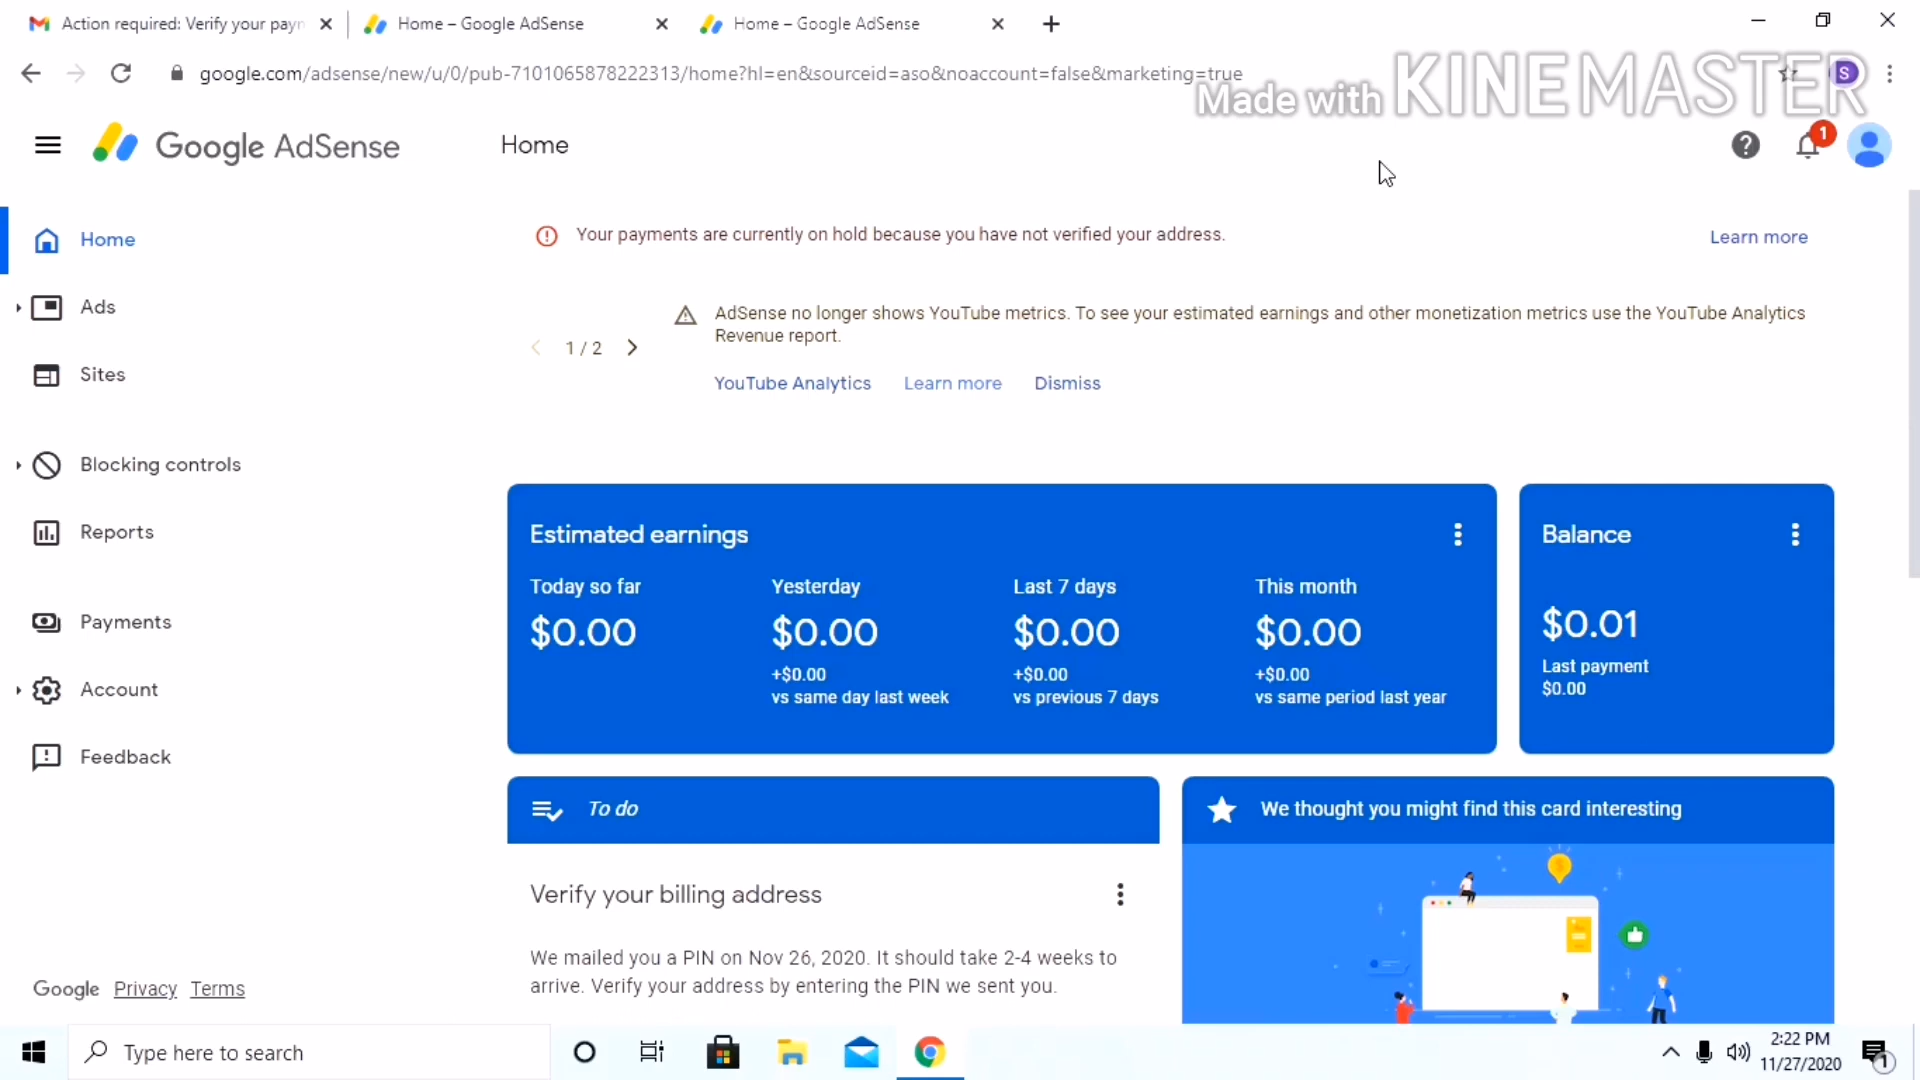 Action required: Verify your payn
Home – Google AdSense
Home – Google AdSense
google.com/adsense/new/u/0/pub-7101065878222313/home?hl=en&sourceid=aso&noaccount=false&marketing=true
S
Made with KINEMASTER
Google AdSense
Home
1
Your payments are currently on hold because you have not verified your address.
Learn more
AdSense no longer shows YouTube metrics. To see your estimated earnings and other monetization metrics use the YouTube Analytics
Revenue report.
1 / 2
YouTube Analytics
Learn more
Dismiss
Home
Ads
Sites
Blocking controls
Reports
Payments
Account
Feedback
Estimated earnings
Today so far
$0.00
Yesterday
$0.00
+$0.00
vs same day last week
Last 7 days
$0.00
+$0.00
vs previous 7 days
This month
$0.00
+$0.00
vs same period last year
Balance
$0.01
Last payment
$0.00
To do
Verify your billing address
We mailed you a PIN on Nov 26, 2020. It should take 2-4 weeks to
arrive. Verify your address by entering the PIN we sent you.
We thought you might find this card interesting
Google Privacy Terms
Type here to search
2:22 PM
11/27/2020
1